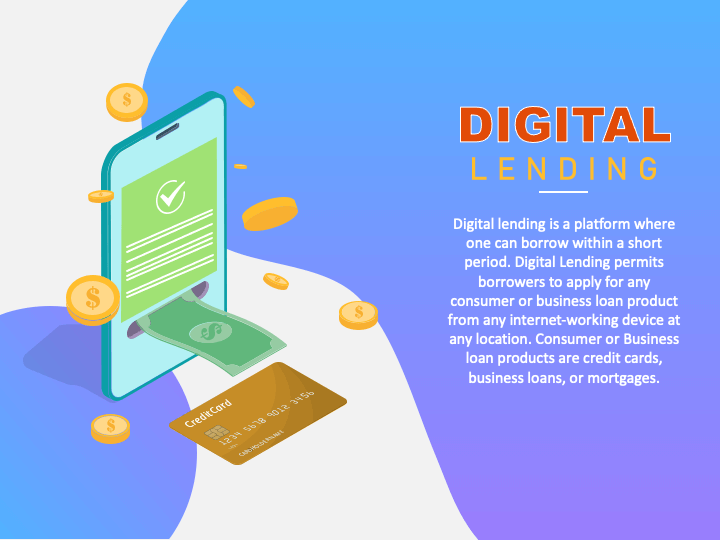 DIGITAL
LENDING
Digital lending is a platform where
one can borrow within a short
period. Digital Lending permits
borrowers to apply for any
consumer or business loan product
from any internet-working device at
any location. Consumer or Business
loan products are credit cards,
business loans, or mortgages.
$
$
$
$
$
CreditCard
1234 5678 9012 3456